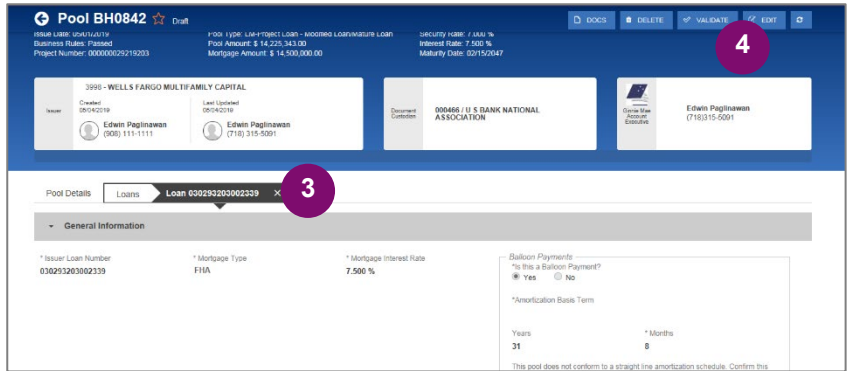 Pool BH0842 Draft
DOCS DELETE VALIDATE EDIT
4
Issue Date: 05/01/2019 Pool Type: LM-Project Loan - Modified Loan/Mature Loan Security Rate: 7.000 %
Business Rules: Passed Pool Amount: $ 14,225,343.00 Interest Rate: 7.500 %
Project Number: 000000029219203 Mortgage Amount: $ 14,500,000.00 Maturity Date: 02/15/2047
3998 - WELLS FARGO MULTIFAMILY CAPITAL
Issuer
Created Last Updated
06/04/2019 06/04/2019
Edwin Paglinawan Edwin Paglinawan
(908) 111-1111 (718) 315-5091
Document Custodian
000466 / U S BANK NATIONAL
ASSOCIATION
Ginnie Mae
Account
Executive
Edwin Paglinawan
(718)315-5091
Pool Details Loans Loan 030293203002339 X
3
General Information
* Issuer Loan Number * Mortgage Type * Mortgage Interest Rate
030293203002339 FHA 7.500 %
Balloon Payments
*Is this a Balloon Payment?
Yes No
*Amortization Basis Term
Years * Months
31 8
This pool does not conform to a straight line amortization schedule. Confirm this